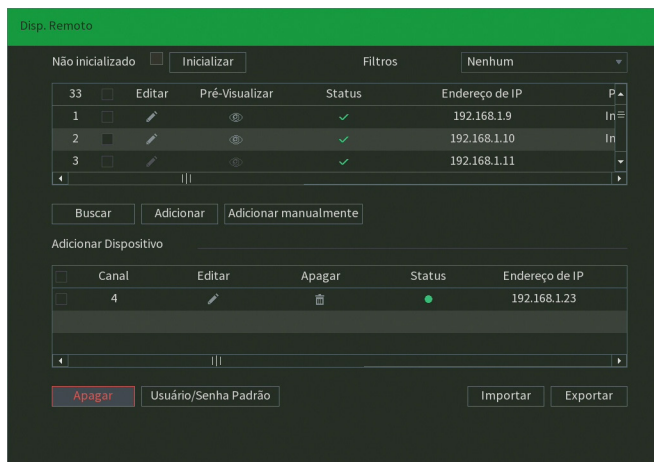 Disp. Remoto
Não inicializado Inicializar Filtros Nenhum
33 Editar Pré-Visualizar Status Endereço de IP P
1 192.168.1.9 In
2 192.168.1.10 In
3 192.168.1.11
Buscar Adicionar Adicionar manualmente
Adicionar Dispositivo
Canal Editar Apagar Status Endereço de IP
4 192.168.1.23
Apagar Usuário/Senha Padrão Importar Exportar